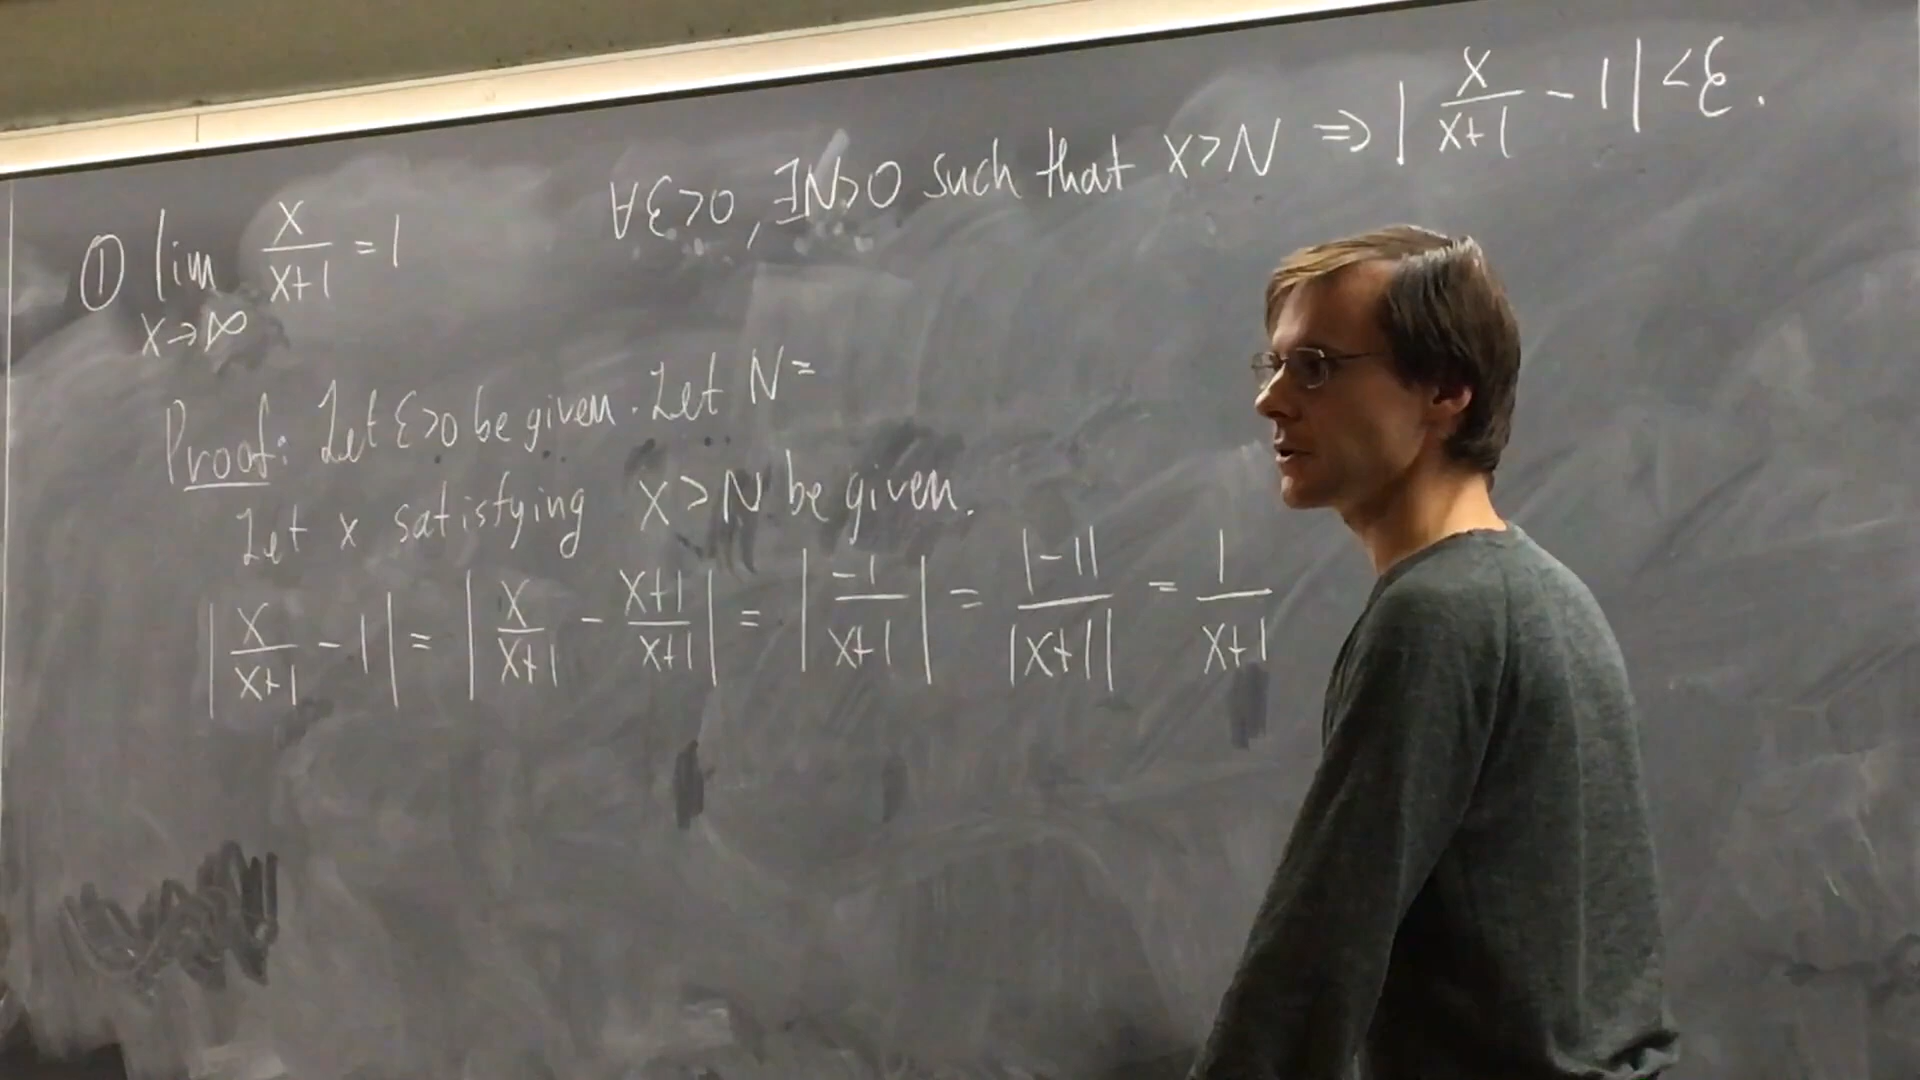 ∀ε>0, ∃N>0 such that x>N ⇒ | x/(x+1) - 1 | < ε.
① lim x→∞ x/(x+1) = 1
Proof: Let ε>0 be given. Let N =
Let x satisfying x>N be given.
| x/(x+1) - 1 | = | x/(x+1) - (x+1)/(x+1) | = | -1/(x+1) | = |-1|/|x+1| = 1/(x+1)